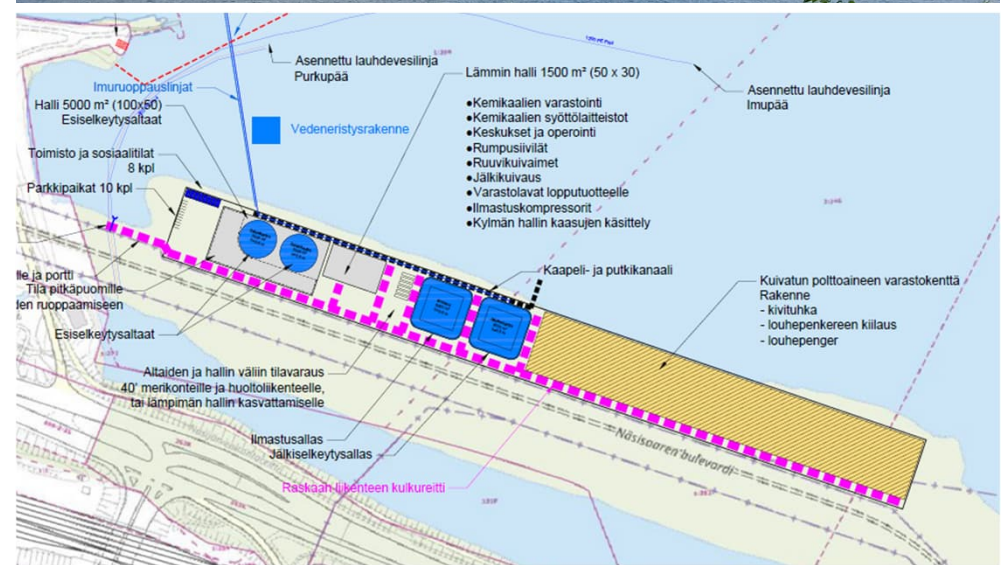 Asennettu lauhdevesilinja
Purkupää
Imuruoppauslinjat
Halli 5000 m² (100x50)
Esiselkeytysaltaat
Vedeneristysrakenne
Toimisto ja sosiaalitilat
8 kpl
Parkkipaikat 10 kpl
Lämmin halli 1500 m² (50 x 30)
●Kemikaalien varastointi
●Kemikaalien syöttölaitteistot
●Keskukset ja operointi
●Rumpusiivilät
●Ruuvikuivaimet
●Jälkikuivaus
●Varastolavat lopputuotteelle
●Ilmastuskompressorit
●Kylmän hallin kaasujen käsittely
Asennettu lauhdevesilinja
Imupää
Kaapeli- ja putkikanaali
Kuivatun polttoaineen varastokenttä
Rakenne
- kivituhka
- louhepenkereen kiilaus
- louhepenger
lle ja portti
Tila pitkäpuomille
den ruoppaamiseen
Esiselkeytysaltaat
Altaiden ja hallin väliin tilavaraus
40' merikonteille ja huoltoliikenteelle,
tai lämpimän hallin kasvattamiselle
Ilmastusallas
Jälkiselkeytysallas
Raskaan liikenteen kulkureitti
Näsisaaren bulevardi